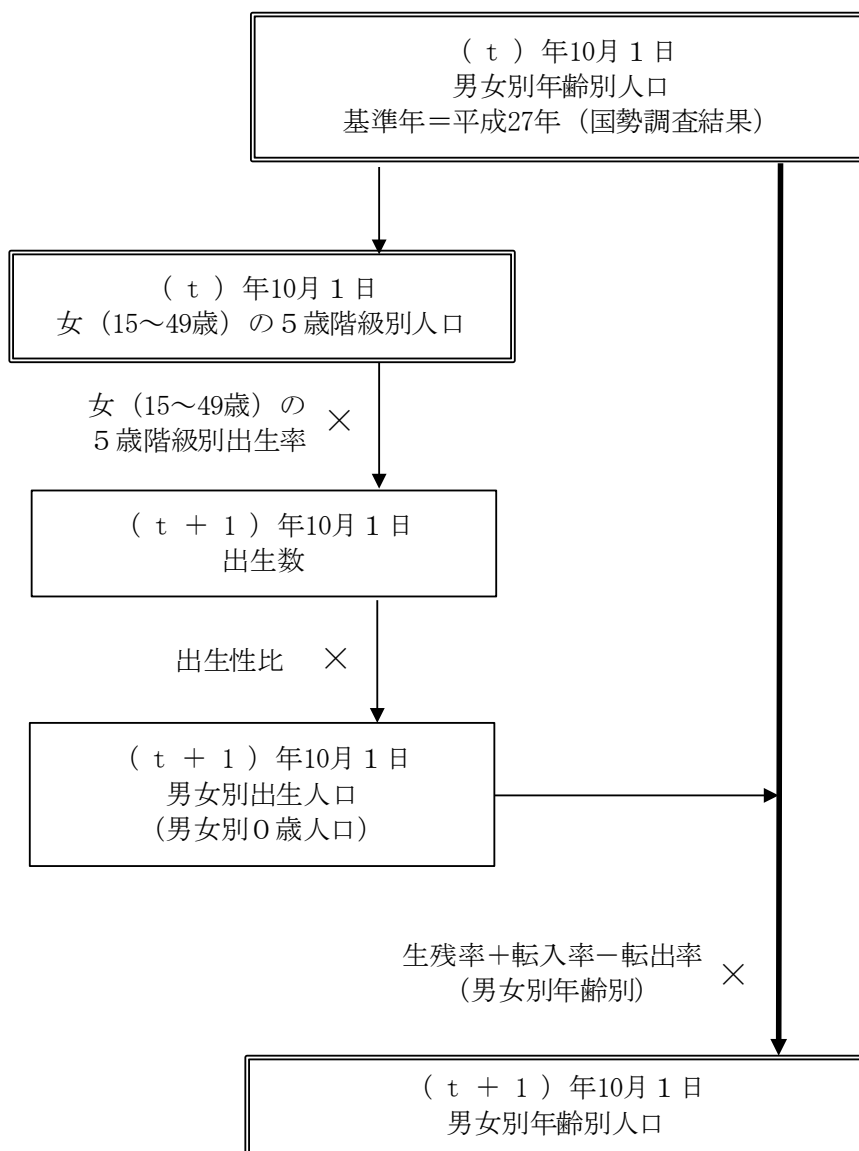 （ｔ）年10月１日
男女別年齢別人口
基準年＝平成27年（国勢調査結果）
（ｔ）年10月１日
女（15～49歳）の５歳階級別人口
女（15～49歳）の
５歳階級別出生率
×
（ｔ＋１）年10月１日
出生数
出生性比　×
（ｔ＋１）年10月１日
男女別出生人口
（男女別０歳人口）
生残率＋転入率－転出率
（男女別年齢別）
×
（ｔ＋１）年10月１日
男女別年齢別人口